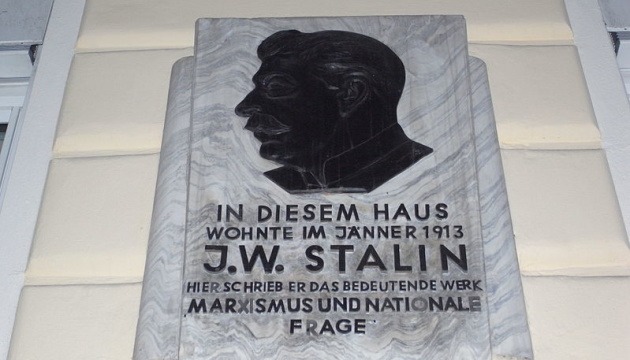 IN DIESEM HAUS
WOHNTE IM JÄNNER 1913
J.W. STALIN
HIER SCHRIEB ER DAS BEDEUTENDE WERK
MARXISMUS UND NATIONALE
FRAGE